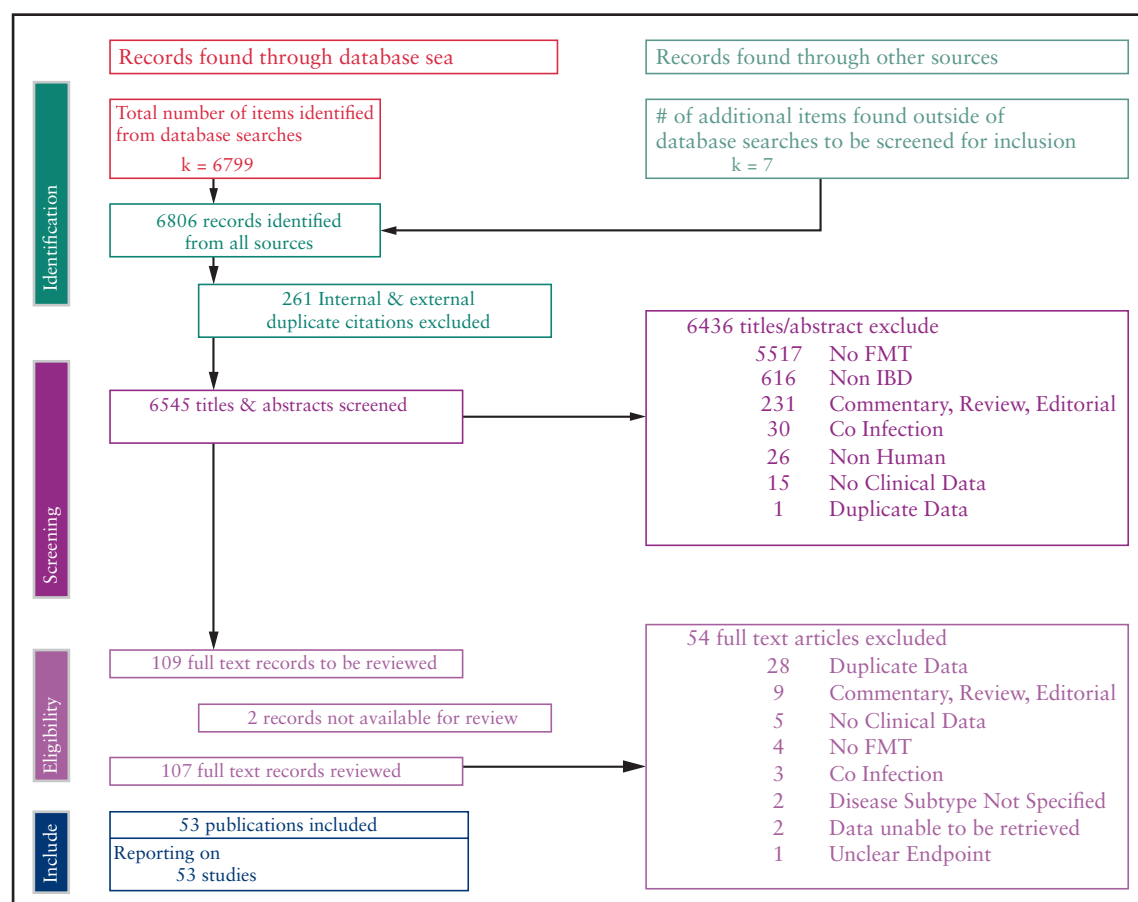 Records found through database sea
Records found through other sources
Identification
Total number of items identified
from database searches
k = 6799
# of additional items found outside of
database searches to be screened for inclusion
k = 7
6806 records identified
from all sources
261 Internal & external
duplicate citations excluded
Screening
6545 titles & abstracts screened
6436 titles/abstract exclude
5517 No FMT
616 Non IBD
231 Commentary, Review, Editorial
30 Co Infection
26 Non Human
15 No Clinical Data
1 Duplicate Data
Eligibility
109 full text records to be reviewed
2 records not available for review
107 full text records reviewed
54 full text articles excluded
28 Duplicate Data
9 Commentary, Review, Editorial
5 No Clinical Data
4 No FMT
3 Co Infection
2 Disease Subtype Not Specified
2 Data unable to be retrieved
1 Unclear Endpoint
Include
53 publications included
Reporting on
53 studies